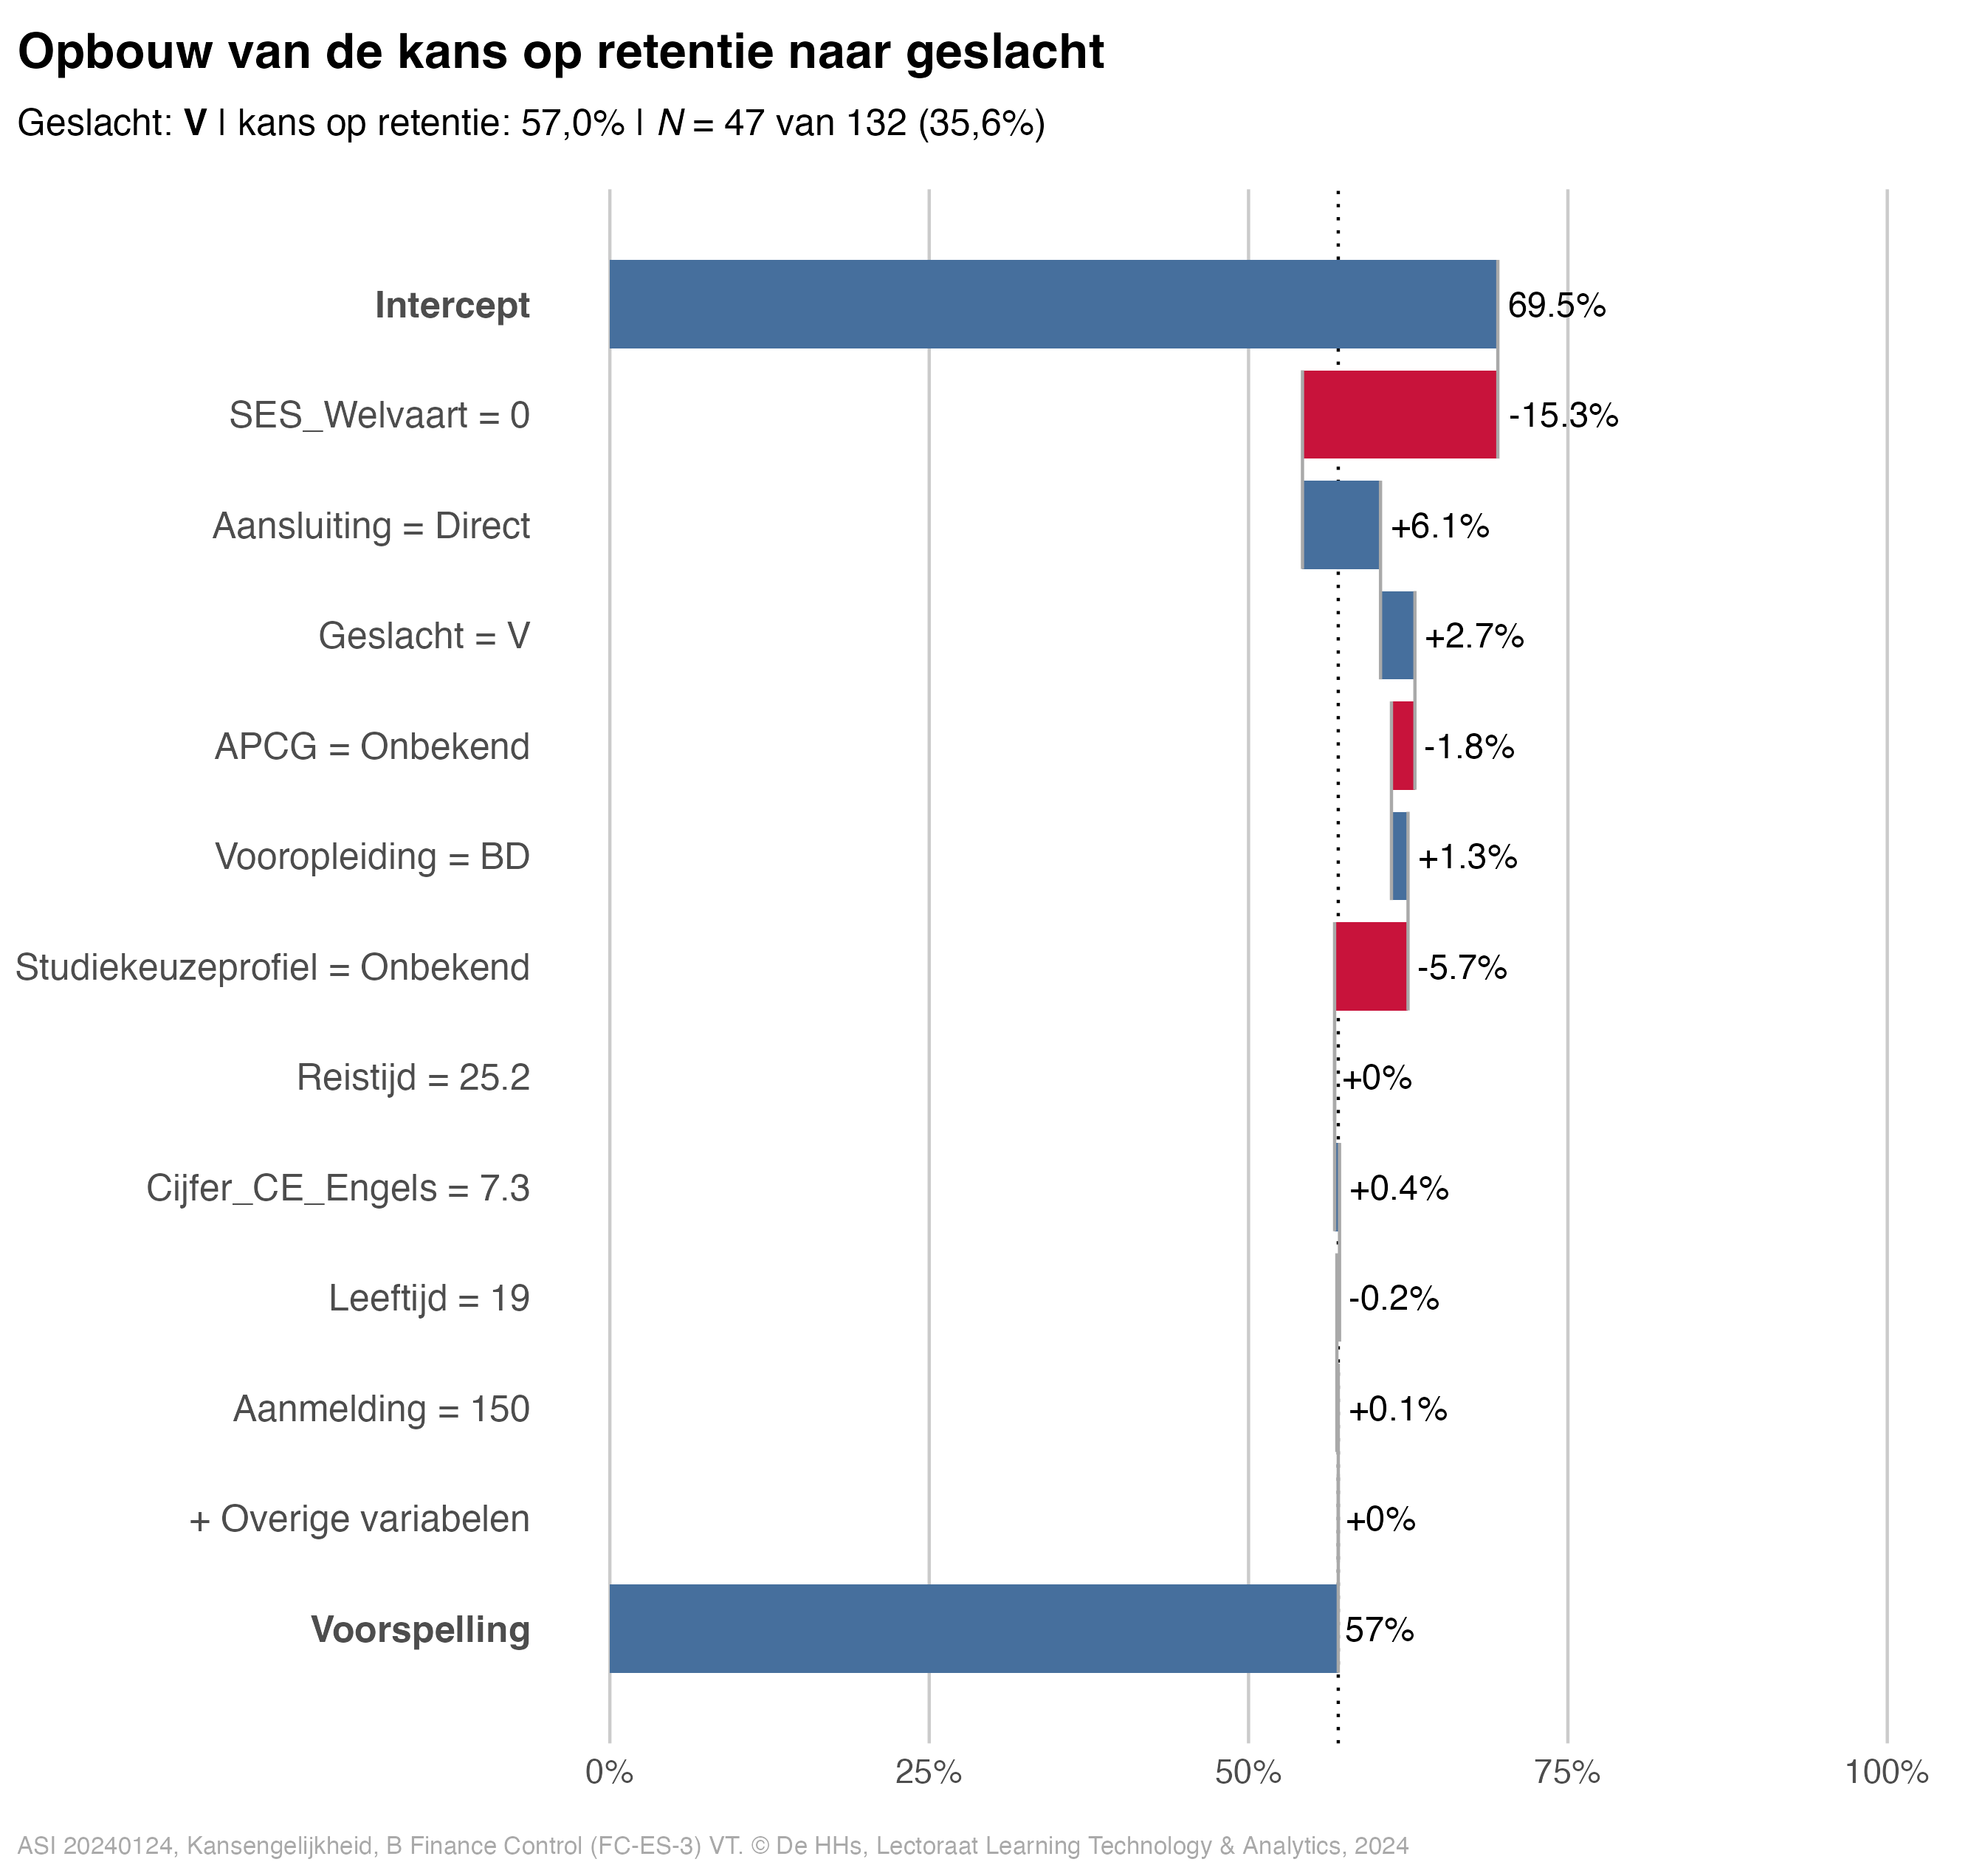 Opbouw van de kans op retentie naar geslacht
Geslacht: V | kans op retentie: 57,0% | N = 47 van 132 (35,6%)
Intercept 69.5%
SES_Welvaart = 0 -15.3%
Aansluiting = Direct +6.1%
Geslacht = V +2.7%
APCG = Onbekend -1.8%
Vooropleiding = BD +1.3%
Studiekeuzeprofiel = Onbekend -5.7%
Reistijd = 25.2 +0%
Cijfer_CE_Engels = 7.3 +0.4%
Leeftijd = 19 -0.2%
Aanmelding = 150 +0.1%
+ Overige variabelen +0%
Voorspelling 57%
0% 25% 50% 75% 100%
ASI 20240124, Kansengelijkheid, B Finance Control (FC-ES-3) VT. © De HHs, Lectoraat Learning Technology & Analytics, 2024